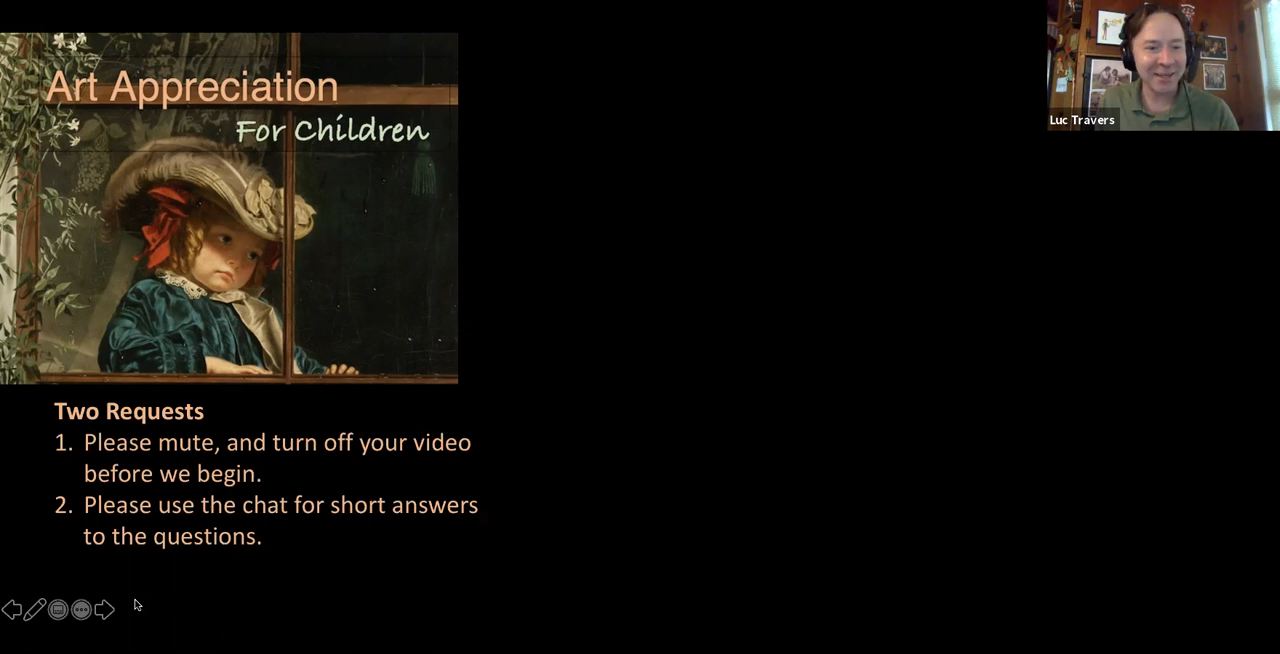 Art Appreciation
For Children
Luc Travers
Two Requests
1. Please mute, and turn off your video
before we begin.
2. Please use the chat for short answers
to the questions.